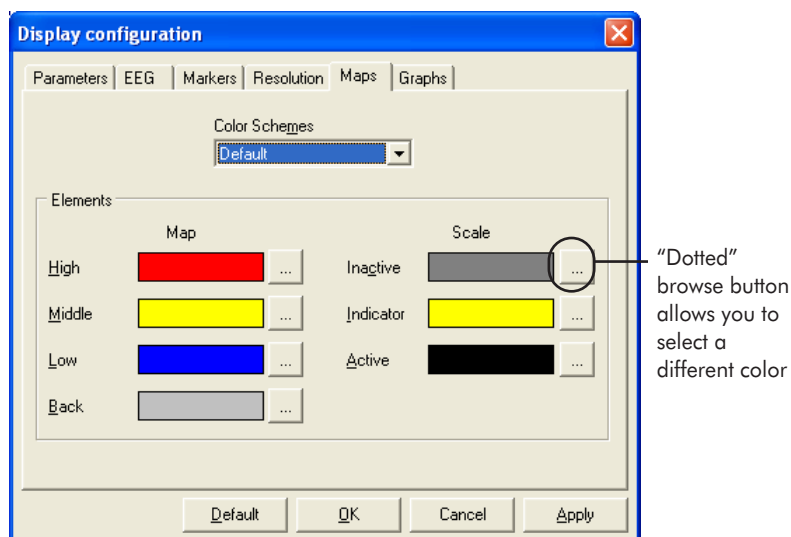 Display configuration
Parameters EEG Markers Resolution Maps Graphs
Color Schemes
Default
Elements
Map Scale
High ... Inactive ...
Middle ... Indicator ...
Low ... Active ...
Back ...
Default OK Cancel Apply
“Dotted”
browse button
allows you to
select a
different color